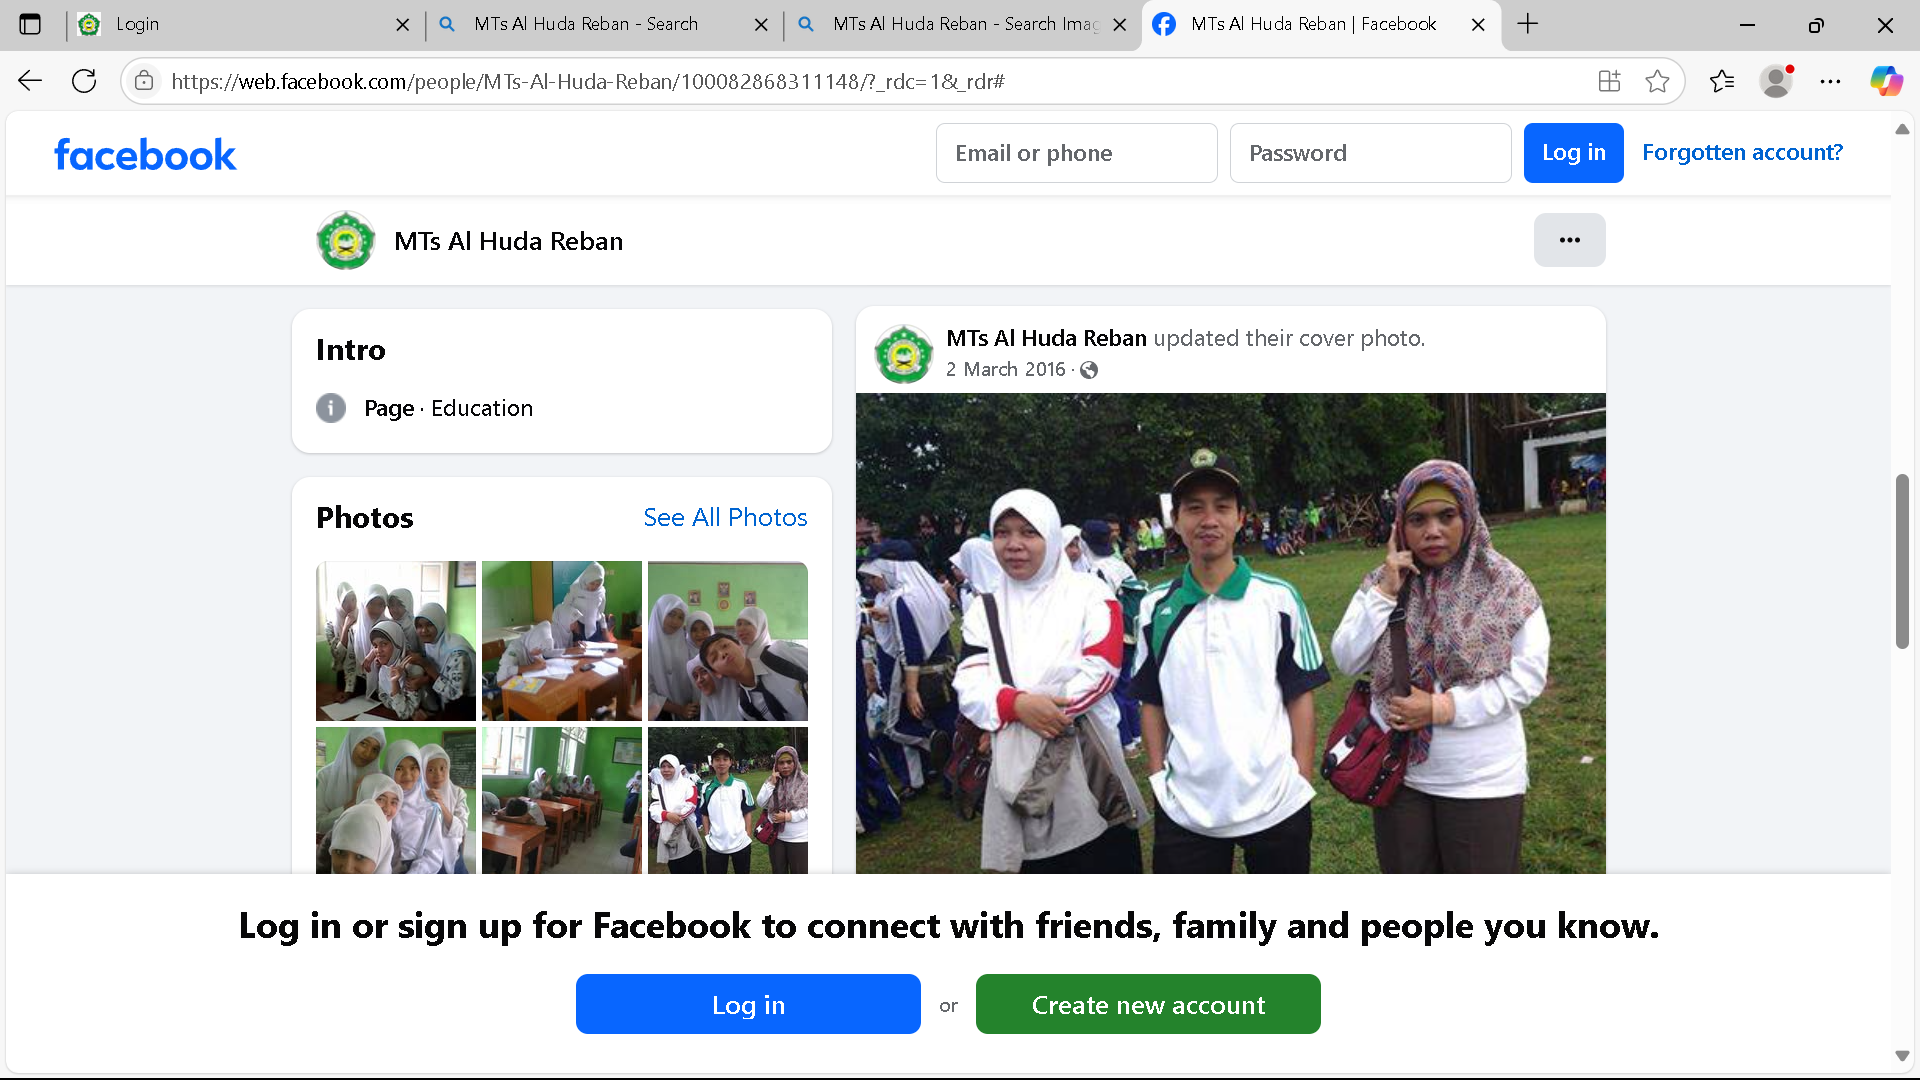 Login
MTs Al Huda Reban - Search
MTs Al Huda Reban - Search Imag
MTs Al Huda Reban | Facebook
https://web.facebook.com/people/MTs-Al-Huda-Reban/100082868311148/?_rdc=1&_rdr#
facebook
Email or phone
Password
Log in
Forgotten account?
MTs Al Huda Reban
Intro
Page · Education
Photos
See All Photos
MTs Al Huda Reban updated their cover photo.
2 March 2016 ·
Log in or sign up for Facebook to connect with friends, family and people you know.
Log in
or
Create new account